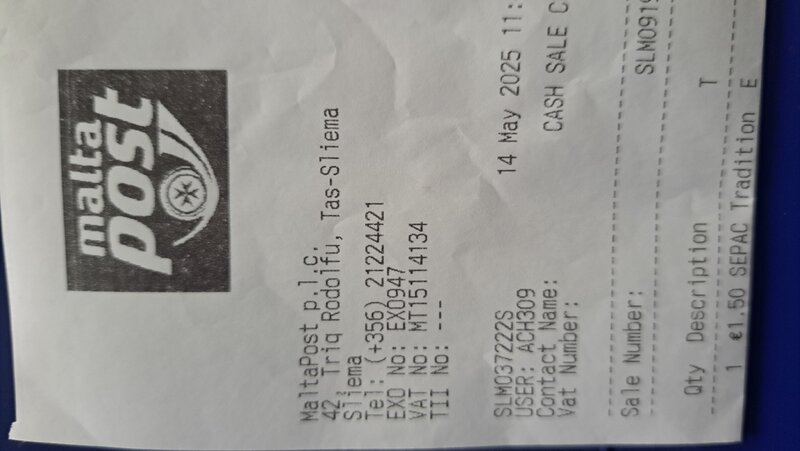 malta
post
MaltaPost p.l.c.
42, Triq Rodolfu, Tas-Sliema
Sliema
Tel: (+356) 21224421
EXO No: EXO947
VAT No: MT15114134
TII No: ---
SLM037222S 14 May 2025 11:
USER: ACH309
Contact Name: CASH SALE C
Vat Number:
Sale Number: SLM0919
Qty Description T
1 €1.50 SEPAC Tradition E